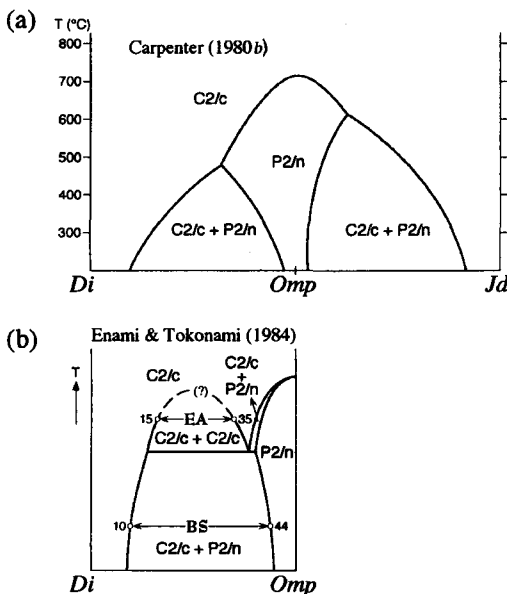 (a)
T (°C)
Carpenter (1980b)
800
700
600
500
400
300
C2/c
P2/n
C2/c + P2/n
C2/c + P2/n
Di
Omp
Jd
(b)
Enami & Tokonami (1984)
T
C2/c
C2/c
+
P2/n
(?)
15
EA
35
C2/c + C2/c
P2/n
10
BS
44
C2/c + P2/n
Di
Omp